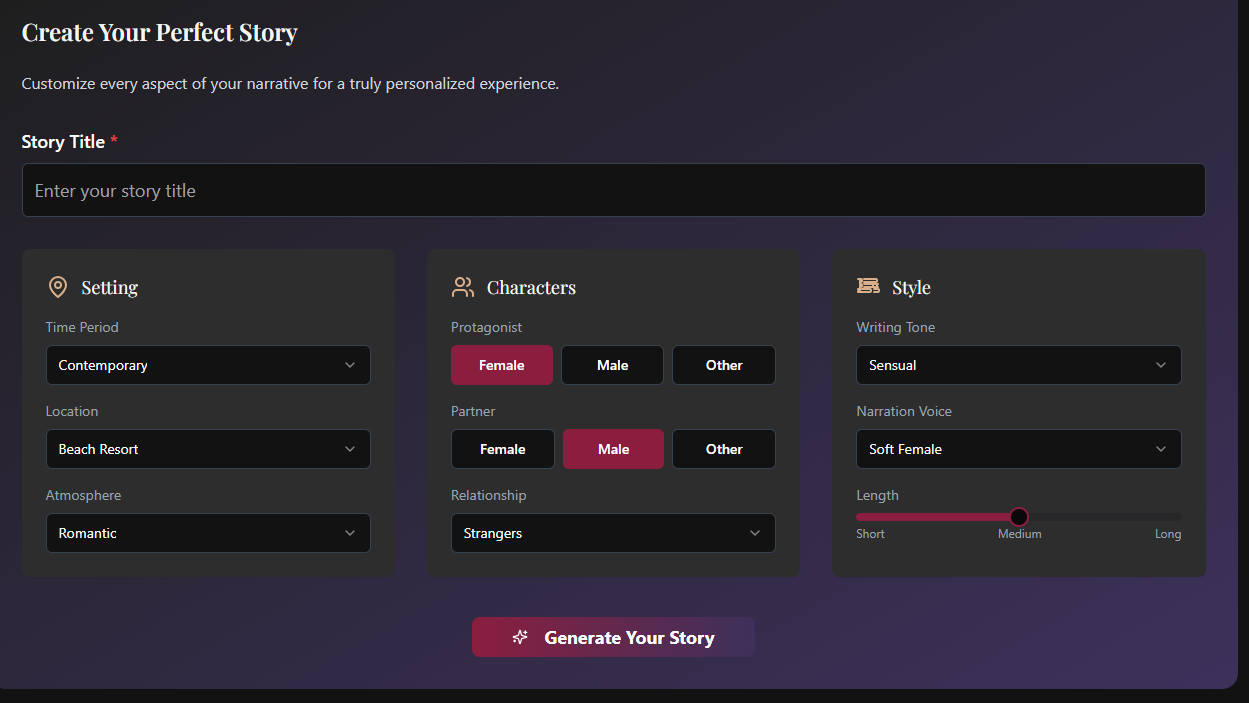 Create Your Perfect Story
Customize every aspect of your narrative for a truly personalized experience.
Story Title *
Enter your story title
Setting
Time Period
Contemporary
Location
Beach Resort
Atmosphere
Romantic
Characters
Protagonist
Female Male Other
Partner
Female Male Other
Relationship
Strangers
Style
Writing Tone
Sensual
Narration Voice
Soft Female
Length
Short Medium Long
Generate Your Story